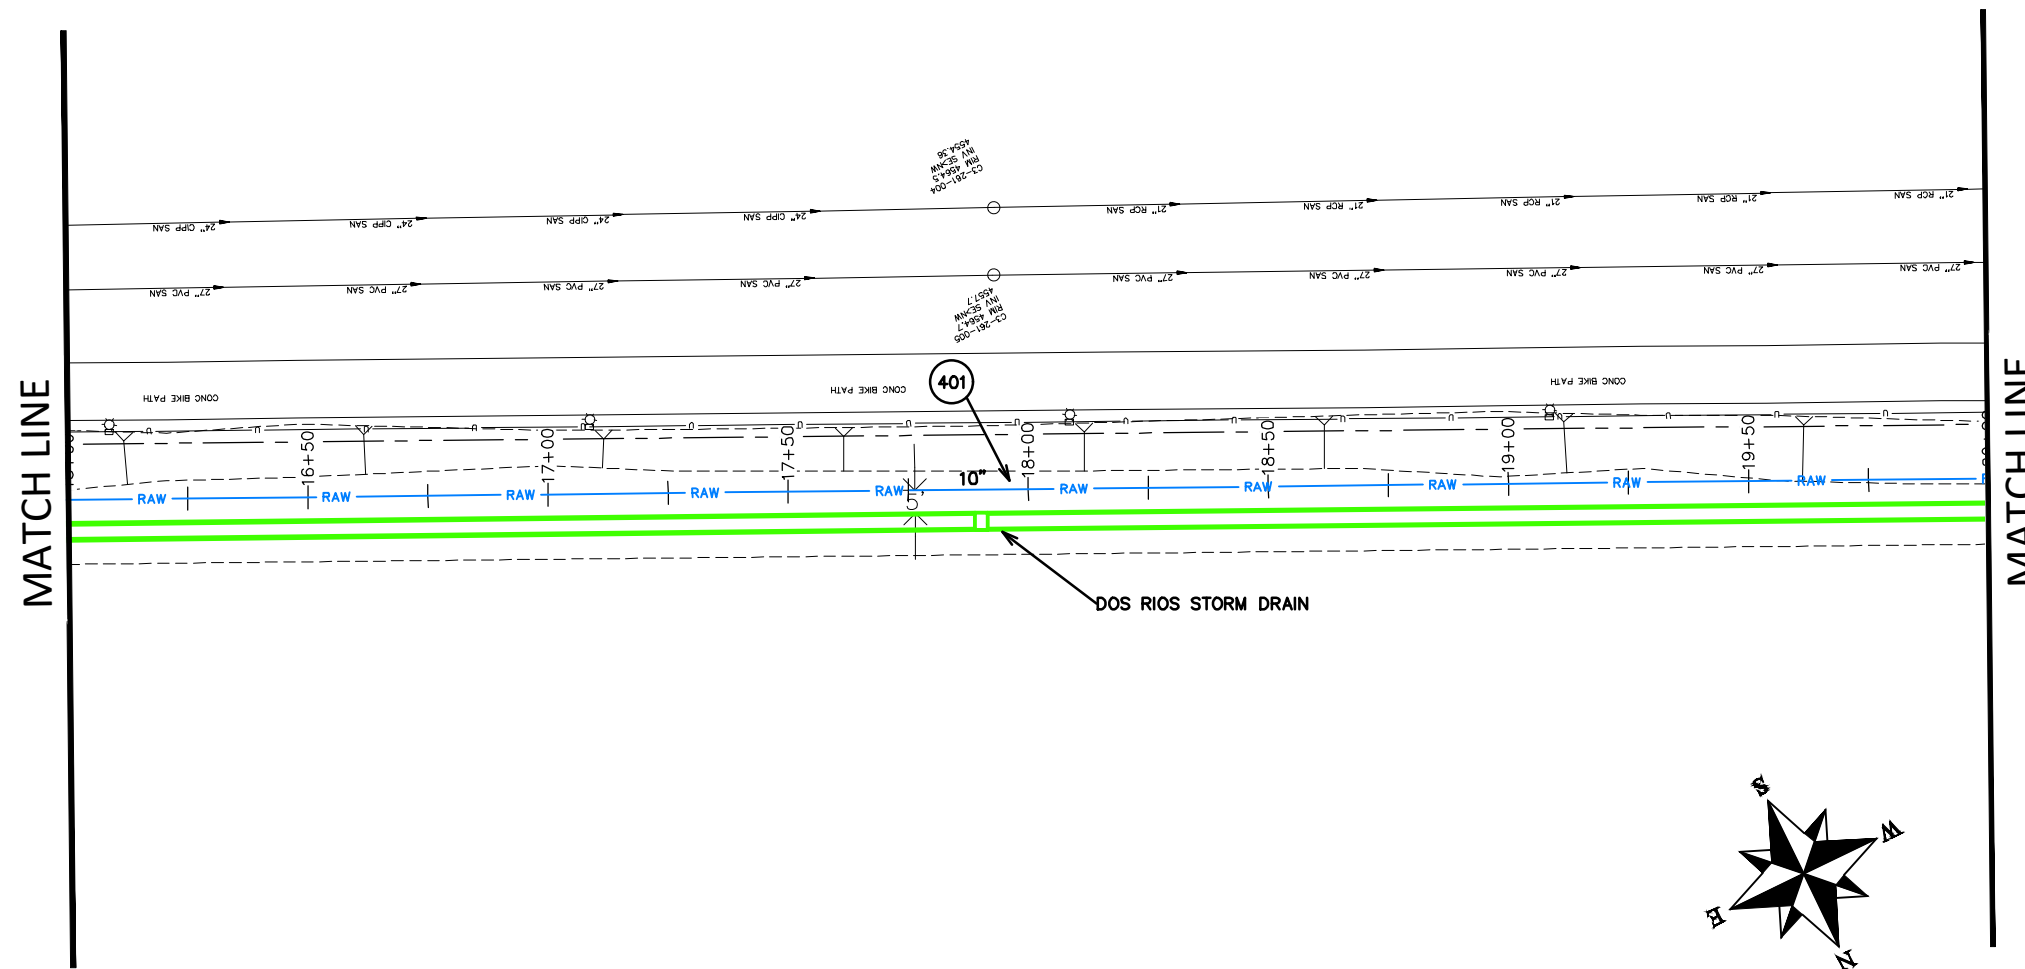 MATCH LINE
MATCH LINE
C3-261-004
RIM 4564.5
INV SE>NW
4554.36
24" CIPP SAN
24" CIPP SAN
24" CIPP SAN
24" CIPP SAN
21" RCP SAN
21" RCP SAN
21" RCP SAN
21" RCP SAN
21" RCP SAN
27" PVC SAN
27" PVC SAN
27" PVC SAN
27" PVC SAN
27" PVC SAN
27" PVC SAN
27" PVC SAN
27" PVC SAN
27" PVC SAN
C3-261-005
RIM 4564.7
INV SE>NW
4557.7
401
CONC BIKE PATH
CONC BIKE PATH
CONC BIKE PATH
16+50
17+00
17+50
18+00
18+50
19+00
19+50
10"
RAW RAW RAW RAW RAW RAW RAW RAW RAW RAW
5'
DOS RIOS STORM DRAIN
S
W
E
N